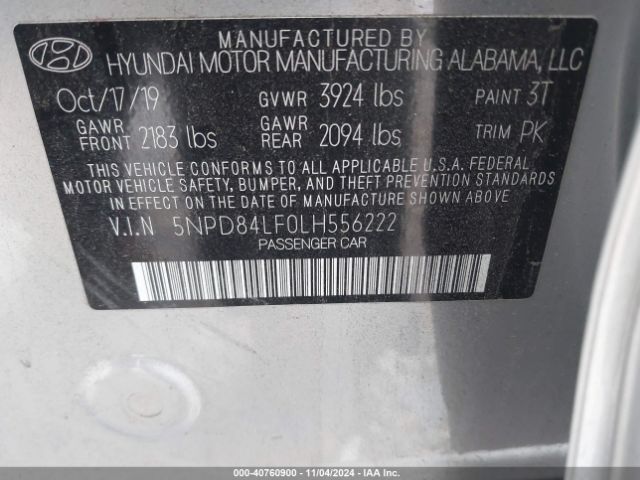 MANUFACTURED BY
HYUNDAI MOTOR MANUFACTURING ALABAMA, LLC
Oct/17/19 GVWR 3924 lbs PAINT 3T
GAWR FRONT 2183 lbs GAWR REAR 2094 lbs TRIM PK
THIS VEHICLE CONFORMS TO ALL APPLICABLE U.S.A. FEDERAL
MOTOR VEHICLE SAFETY, BUMPER, AND THEFT PREVENTION STANDARDS
IN EFFECT ON THE DATE OF MANUFACTURE SHOWN ABOVE
V.I.N 5NPD84LF0LH556222
PASSENGER CAR
000-40760900 - 11/04/2024 - IAA Inc.